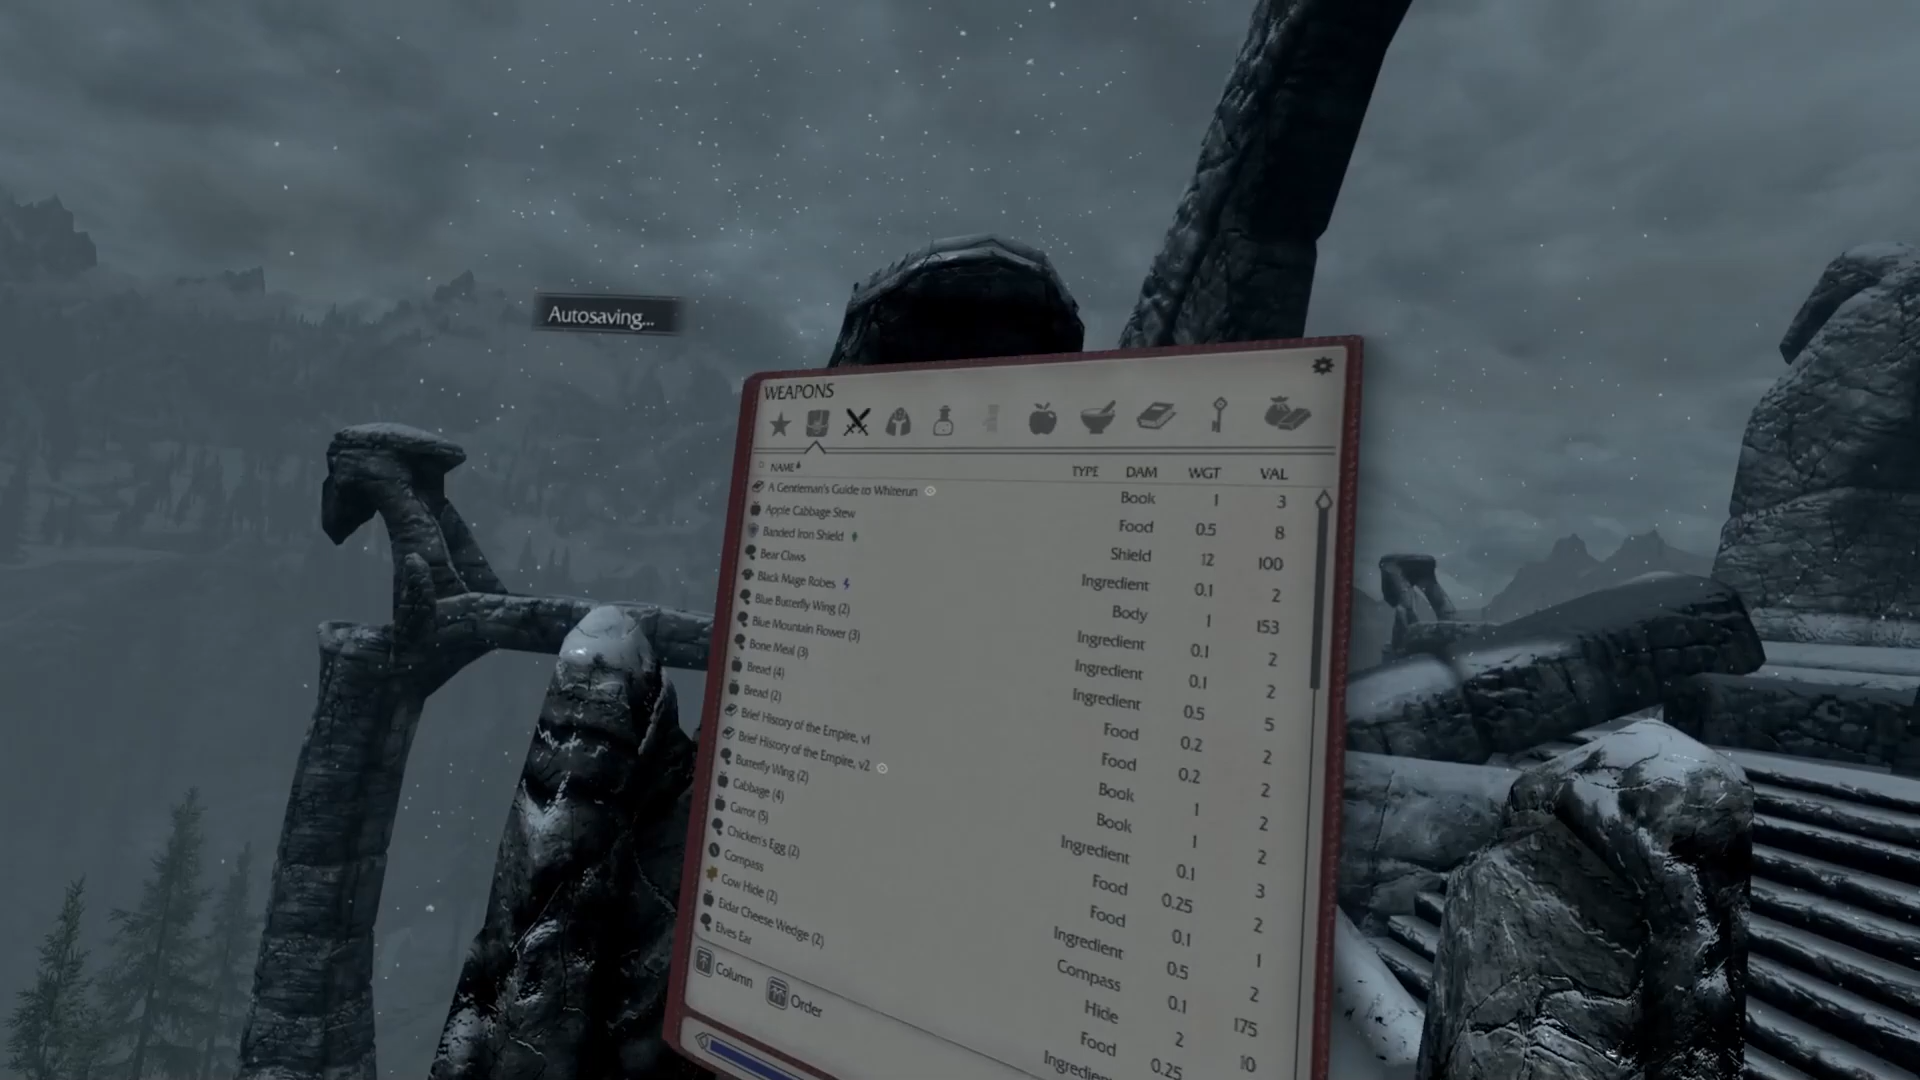 Autosaving...
WEAPONS
NAME TYPE DAM WGT VAL
A Gentleman's Guide to Whiterun Book 1 3
Apple Cabbage Stew Food 0.5 8
Banded Iron Shield Shield 12 100
Bear Claws Ingredient 0.1 2
Black Mage Robes Body 1 153
Blue Butterfly Wing (2) Ingredient 0.1 2
Blue Mountain Flower (3) Ingredient 0.1 2
Bone Meal (3) Ingredient 0.5 5
Bread (4) Food 0.2 2
Bread (2) Food 0.2 2
Brief History of the Empire, v1 Book 1 2
Brief History of the Empire, v2 Book 1 2
Butterfly Wing (2) Ingredient 0.1 3
Cabbage (4) Food 0.25 2
Carrot (5) Food 0.1 1
Chicken's Egg (2) Ingredient 0.5 2
Compass Compass 0.1 175
Cow Hide (2) Hide 2 10
Eidar Cheese Wedge (2) Food 0.25
Elves Ear Ingredient
Column Order